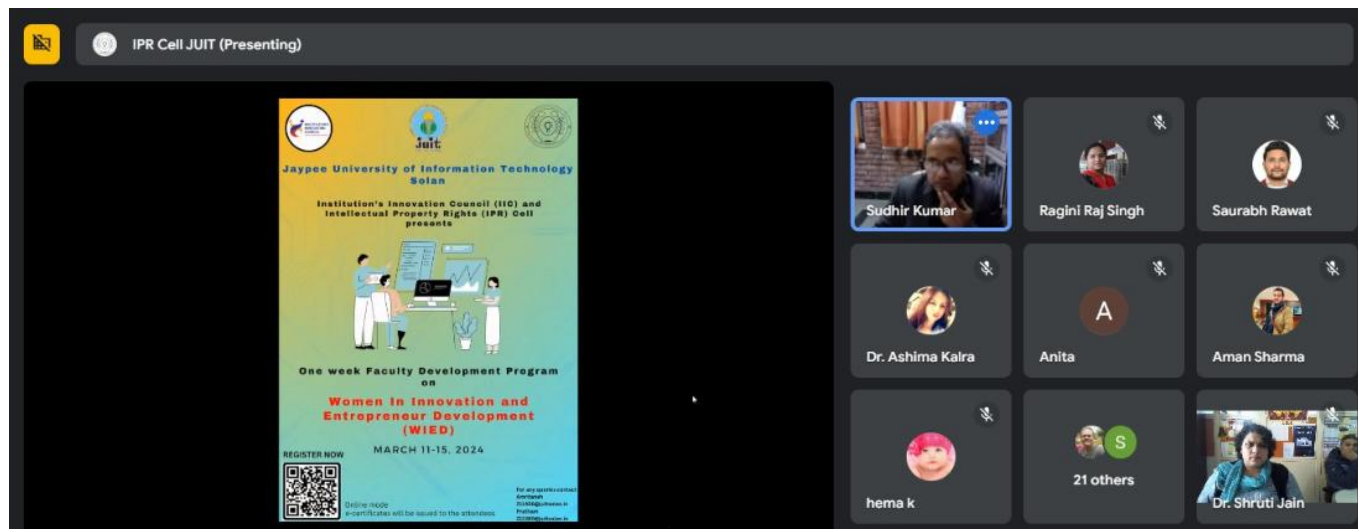 IPR Cell JUIT (Presenting)
juit
Jaypee University of Information Technology
Solan
Institution's Innovation Council (IIC) and
Intellectual Property Rights (IPR) Cell
presents
One week Faculty Development Program
on
Women In Innovation and
Entrepreneur Development
(WIED)
MARCH 11-15, 2024
REGISTER NOW
Online mode
e-certificates will be issued to the attendees
For any queries contact
Pratham
Sudhir Kumar
Ragini Raj Singh
Saurabh Rawat
Dr. Ashima Kalra
A
Anita
Aman Sharma
hema k
S
21 others
Dr. Shruti Jain